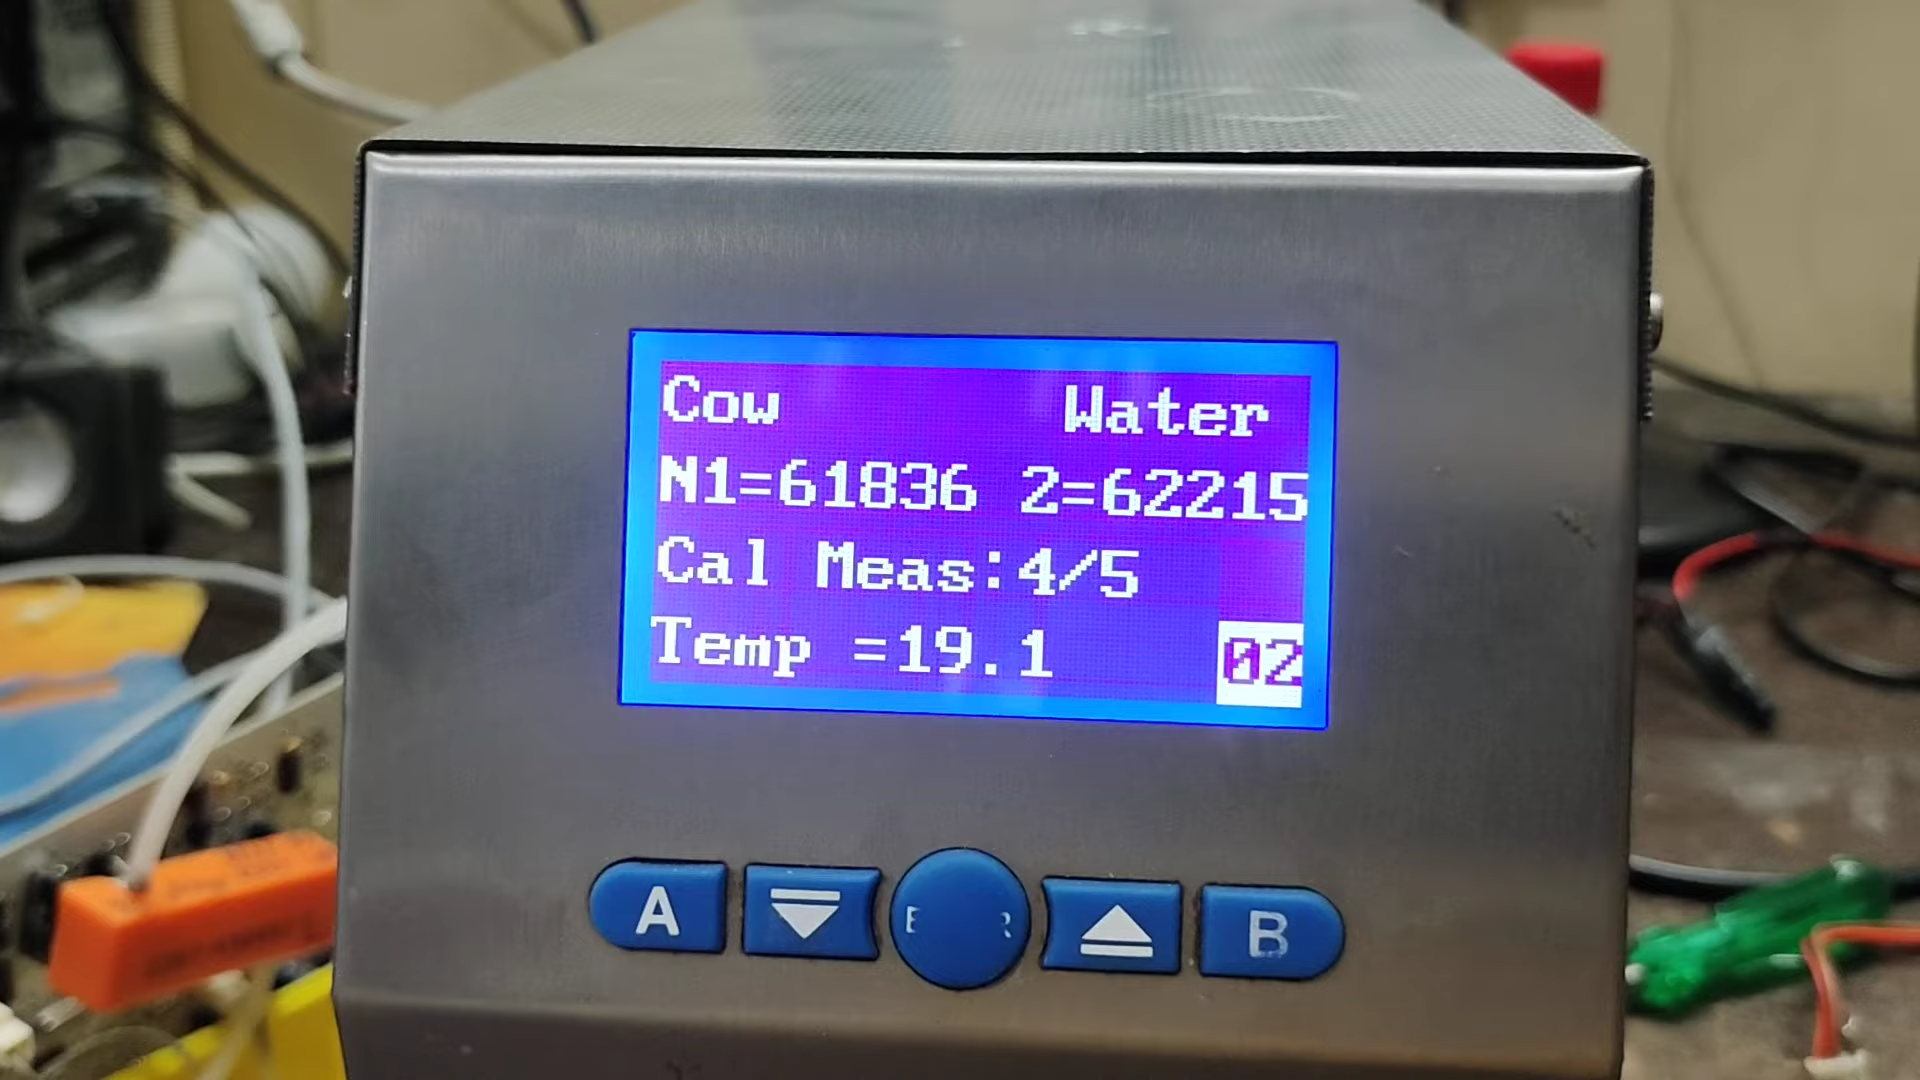 Cow Water
N1=61836 2=62215
Cal Meas:4/5
Temp =19.1 02
A B